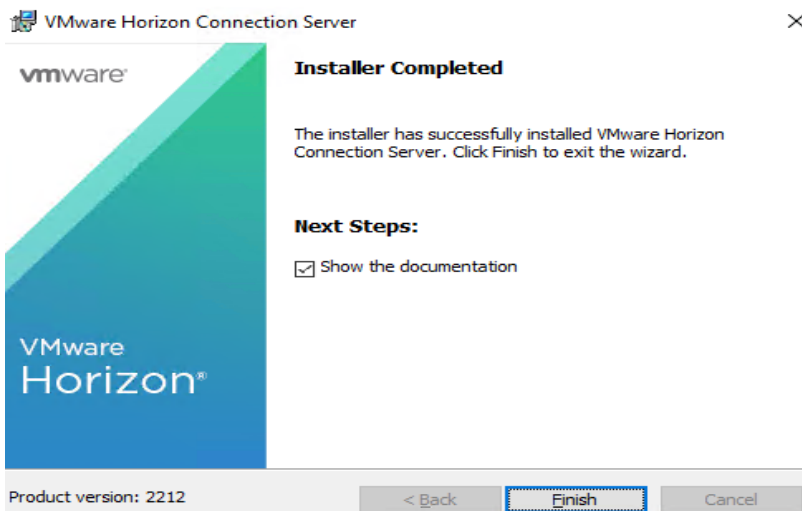 VMware Horizon Connection Server
vmware®
Installer Completed
The installer has successfully installed VMware Horizon
Connection Server. Click Finish to exit the wizard.
Next Steps:
Show the documentation
VMware
Horizon®
Product version: 2212
< Back
Finish
Cancel